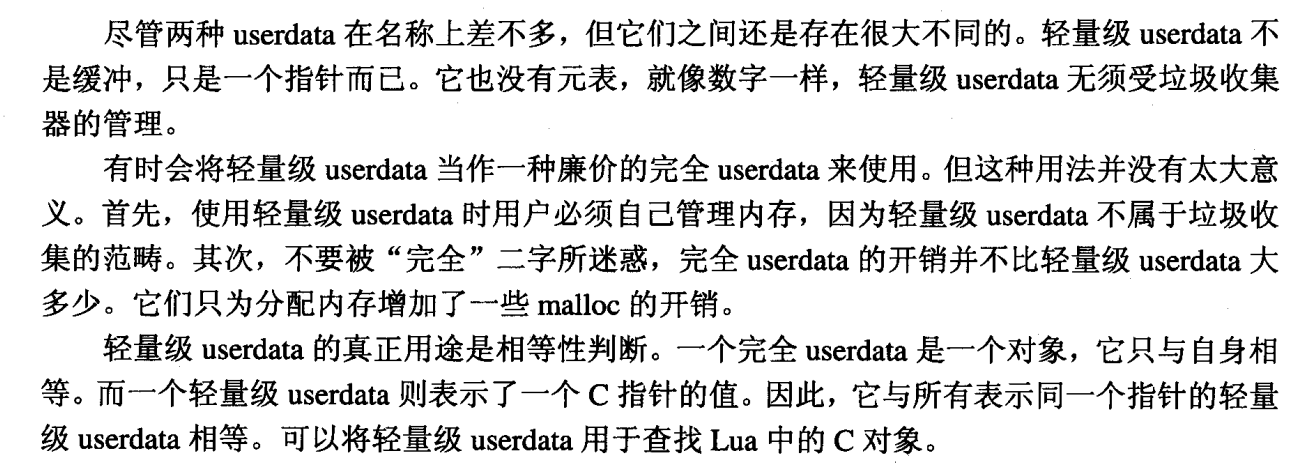 尽管两种 userdata 在名称上差不多，但它们之间还是存在很大不同的。轻量级 userdata 不
是缓冲，只是一个指针而已。它也没有元表，就像数字一样，轻量级 userdata 无须受垃圾收集
器的管理。
有时会将轻量级 userdata 当作一种廉价的完全 userdata 来使用。但这种用法并没有太大意
义。首先，使用轻量级 userdata 时用户必须自己管理内存，因为轻量级 userdata 不属于垃圾收
集的范畴。其次，不要被“完全”二字所迷惑，完全 userdata 的开销并不比轻量级 userdata 大
多少。它们只为分配内存增加了一些 malloc 的开销。
轻量级 userdata 的真正用途是相等性判断。一个完全 userdata 是一个对象，它只与自身相
等。而一个轻量级 userdata 则表示了一个 C 指针的值。因此，它与所有表示同一个指针的轻量
级 userdata 相等。可以将轻量级 userdata 用于查找 Lua 中的 C 对象。